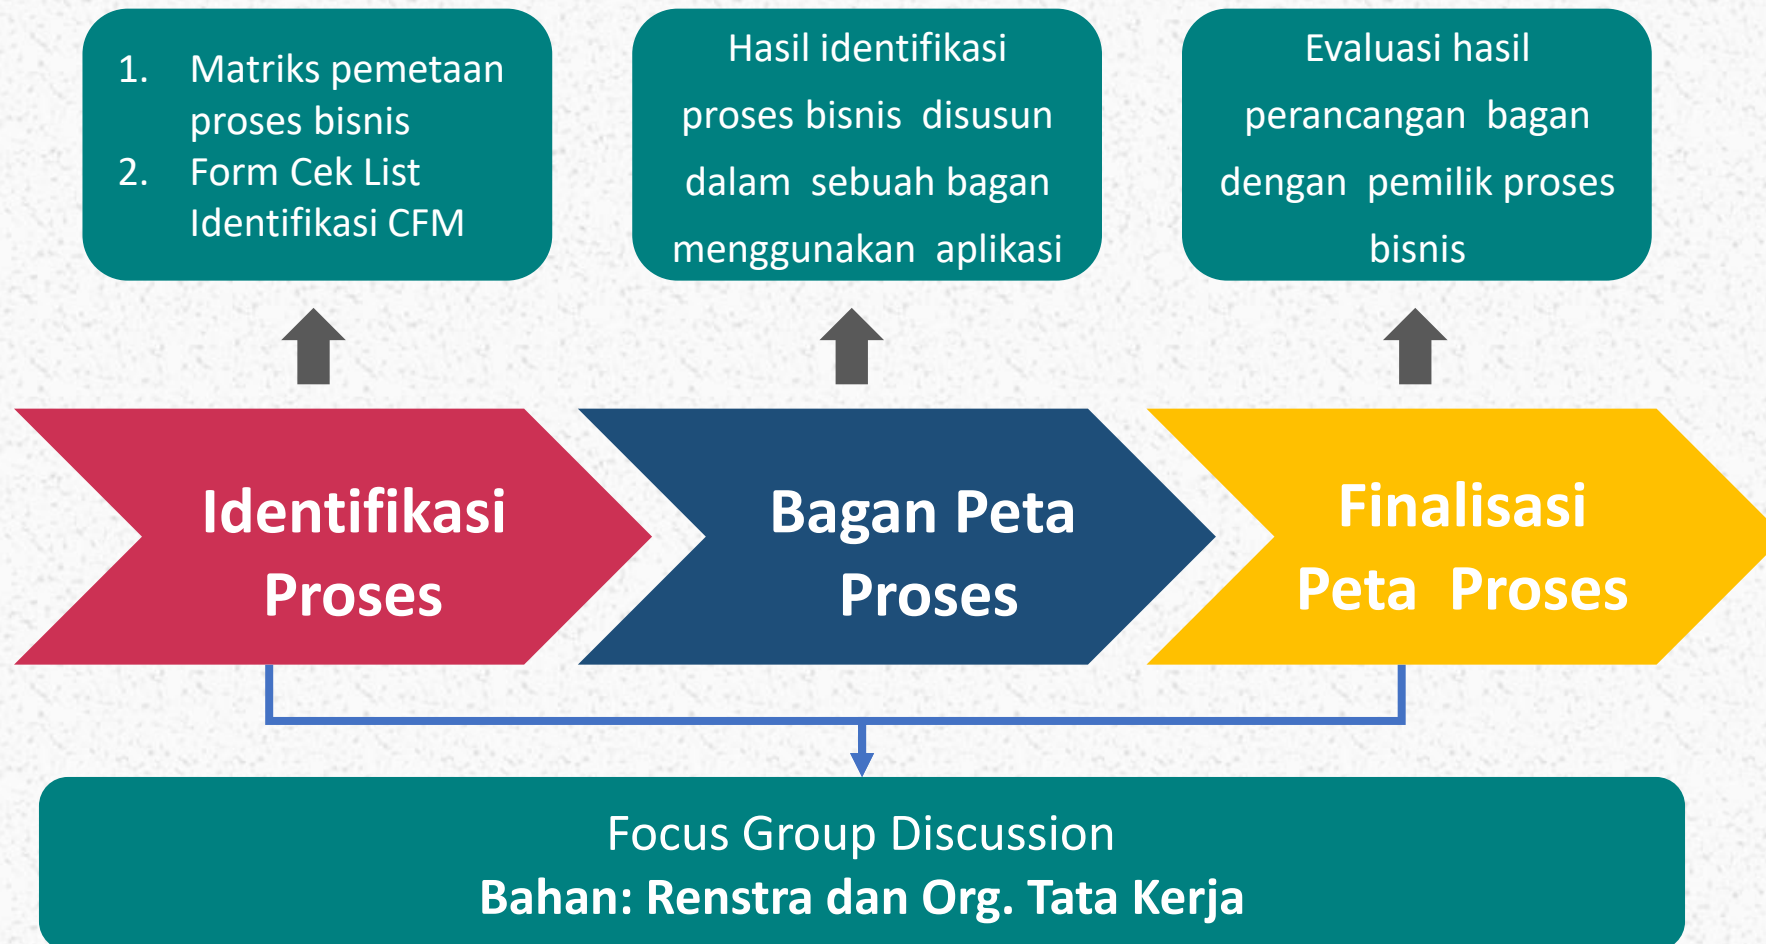 1. Matriks pemetaan
proses bisnis
2. Form Cek List
Identifikasi CFM
Hasil identifikasi
proses bisnis disusun
dalam sebuah bagan
menggunakan aplikasi
Evaluasi hasil
perancangan bagan
dengan pemilik proses
bisnis
Identifikasi
Proses
Bagan Peta
Proses
Finalisasi
Peta Proses
Focus Group Discussion
Bahan: Renstra dan Org. Tata Kerja